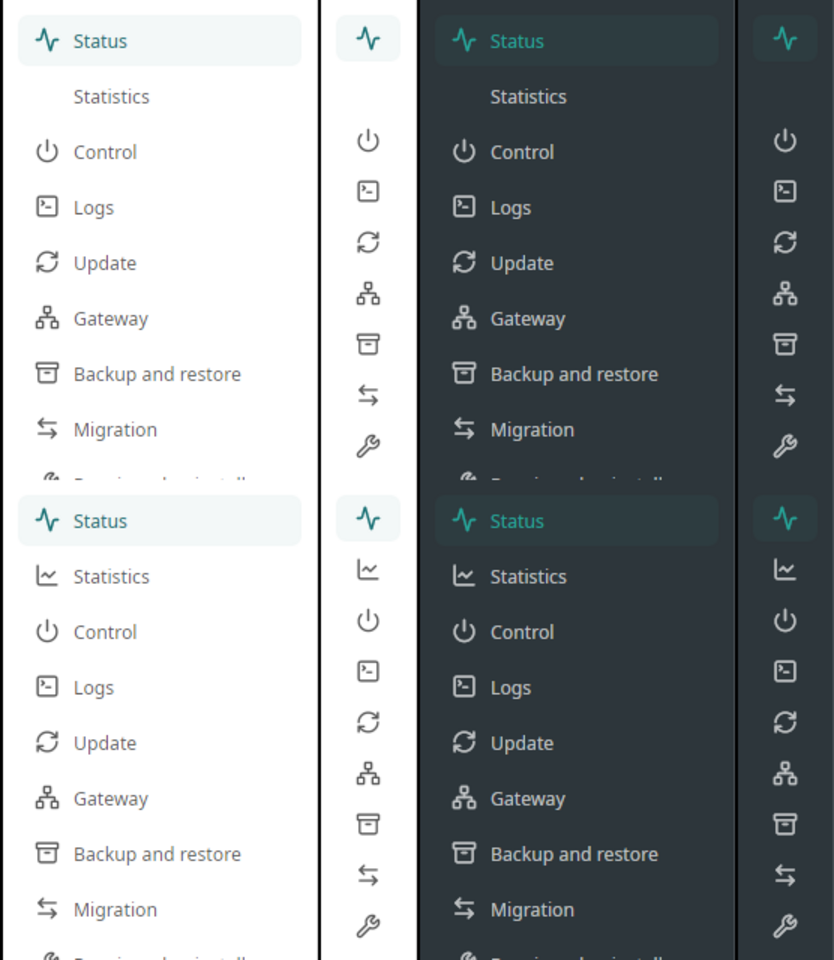 Status
Statistics
Control
Logs
Update
Gateway
Backup and restore
Migration
Status
Statistics
Control
Logs
Update
Gateway
Backup and restore
Migration
Status
Statistics
Control
Logs
Update
Gateway
Backup and restore
Migration
Status
Statistics
Control
Logs
Update
Gateway
Backup and restore
Migration